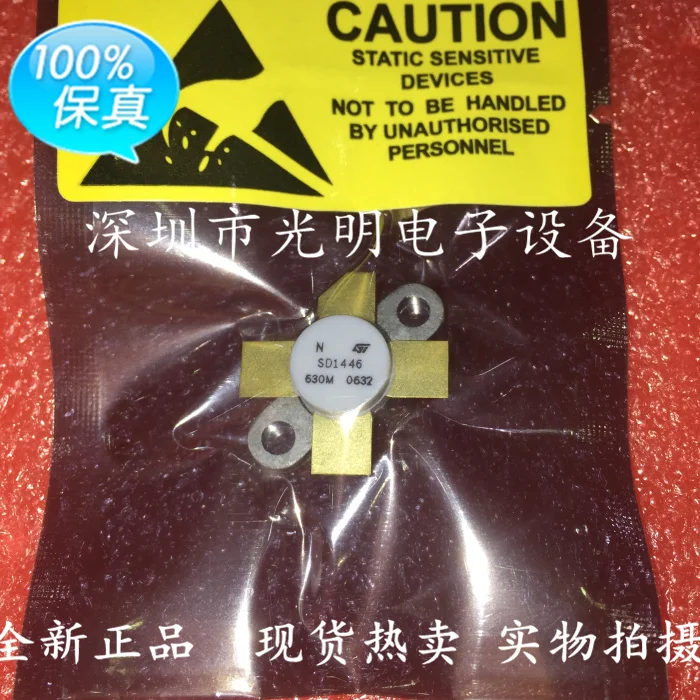 100%
保真
CAUTION
STATIC SENSITIVE
DEVICES
NOT TO BE HANDLED
BY UNAUTHORISED
PERSONNEL
深圳市光明电子设备
N ST
SD1446
630M 0632
全新正品 现货热卖 实物拍摄